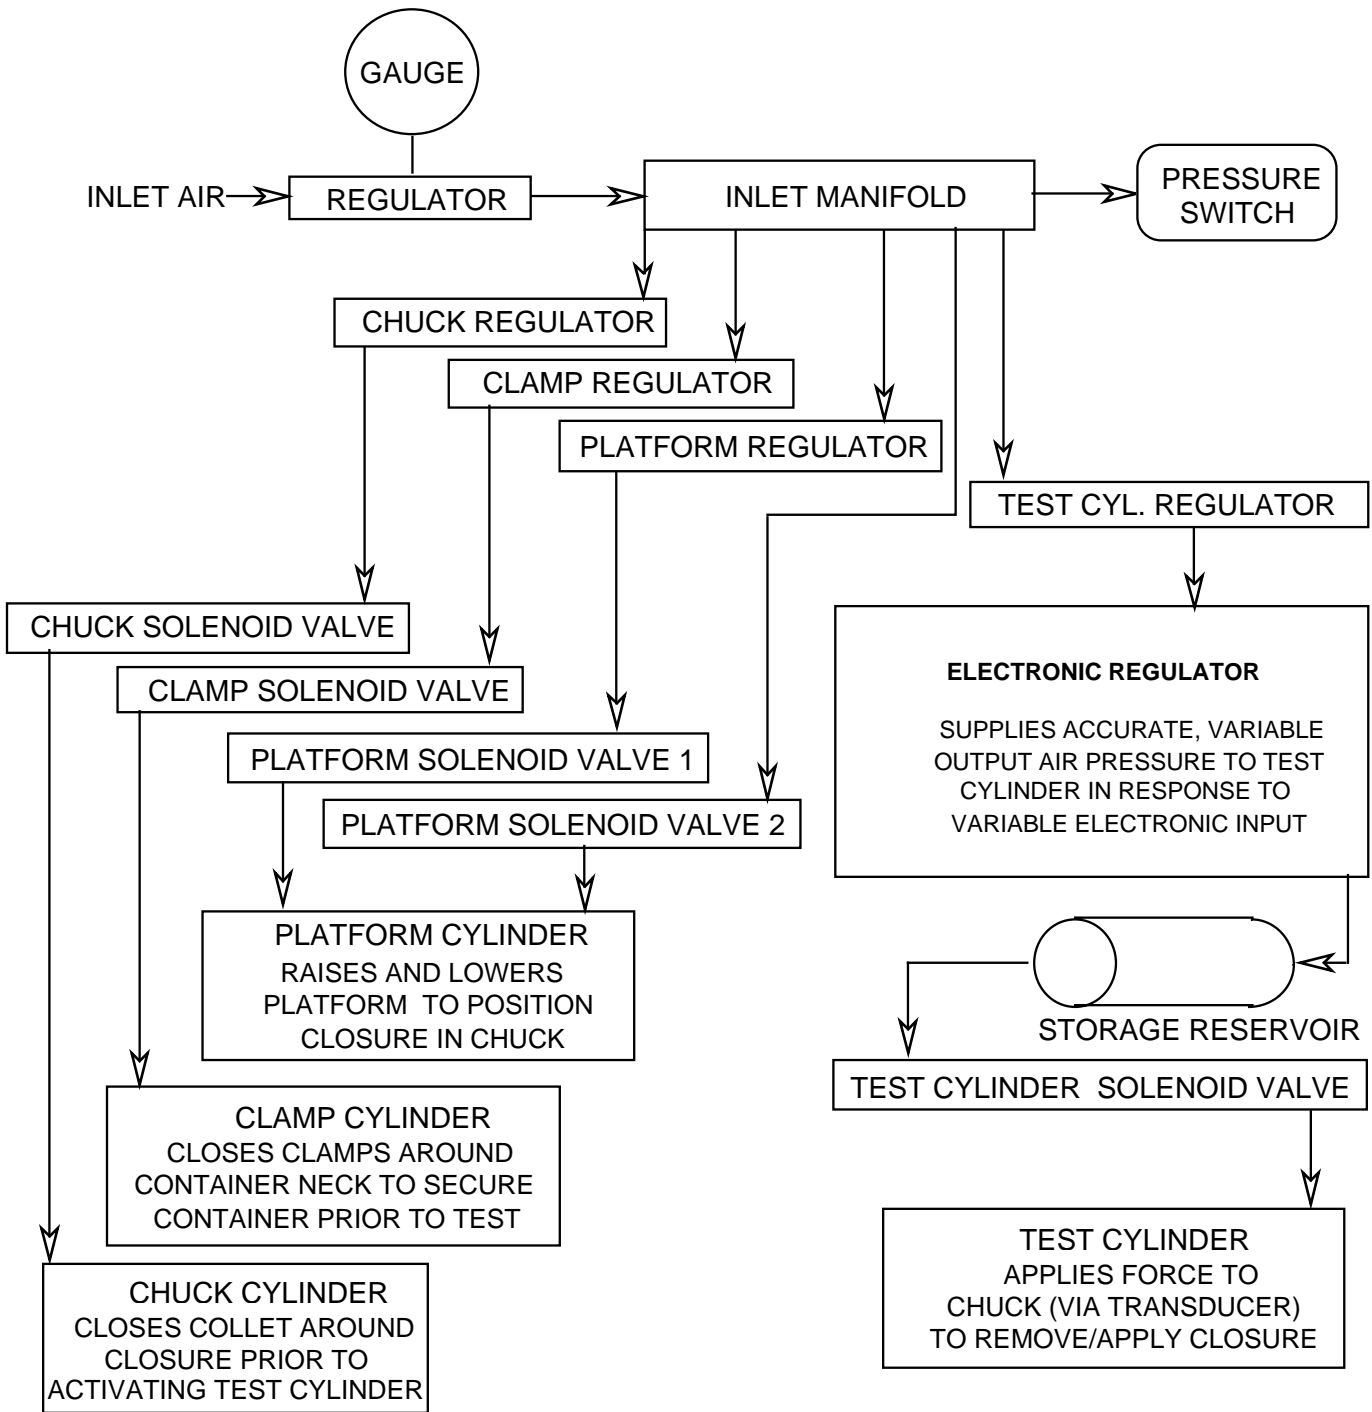 GAUGE
INLET AIR
REGULATOR
INLET MANIFOLD
PRESSURE
SWITCH
CHUCK REGULATOR
CLAMP REGULATOR
PLATFORM REGULATOR
TEST CYL. REGULATOR
CHUCK SOLENOID VALVE
CLAMP SOLENOID VALVE
PLATFORM SOLENOID VALVE 1
PLATFORM SOLENOID VALVE 2
ELECTRONIC REGULATOR
SUPPLIES ACCURATE, VARIABLE
OUTPUT AIR PRESSURE TO TEST
CYLINDER IN RESPONSE TO
VARIABLE ELECTRONIC INPUT
PLATFORM CYLINDER
RAISES AND LOWERS
PLATFORM TO POSITION
CLOSURE IN CHUCK
STORAGE RESERVOIR
TEST CYLINDER SOLENOID VALVE
CLAMP CYLINDER
CLOSES CLAMPS AROUND
CONTAINER NECK TO SECURE
CONTAINER PRIOR TO TEST
TEST CYLINDER
APPLIES FORCE TO
CHUCK (VIA TRANSDUCER)
TO REMOVE/APPLY CLOSURE
CHUCK CYLINDER
CLOSES COLLET AROUND
CLOSURE PRIOR TO
ACTIVATING TEST CYLINDER